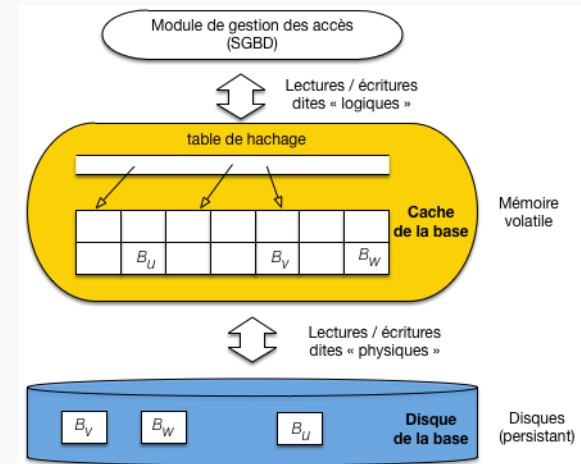 Module de gestion des accès
(SGBD)
Lectures / écritures
dites « logiques »
table de hachage
Cache
de la base
Mémoire
volatile
BU BV BW
Lectures / écritures
dites « physiques »
BV BW BU
Disque
de la base
Disques
(persistant)